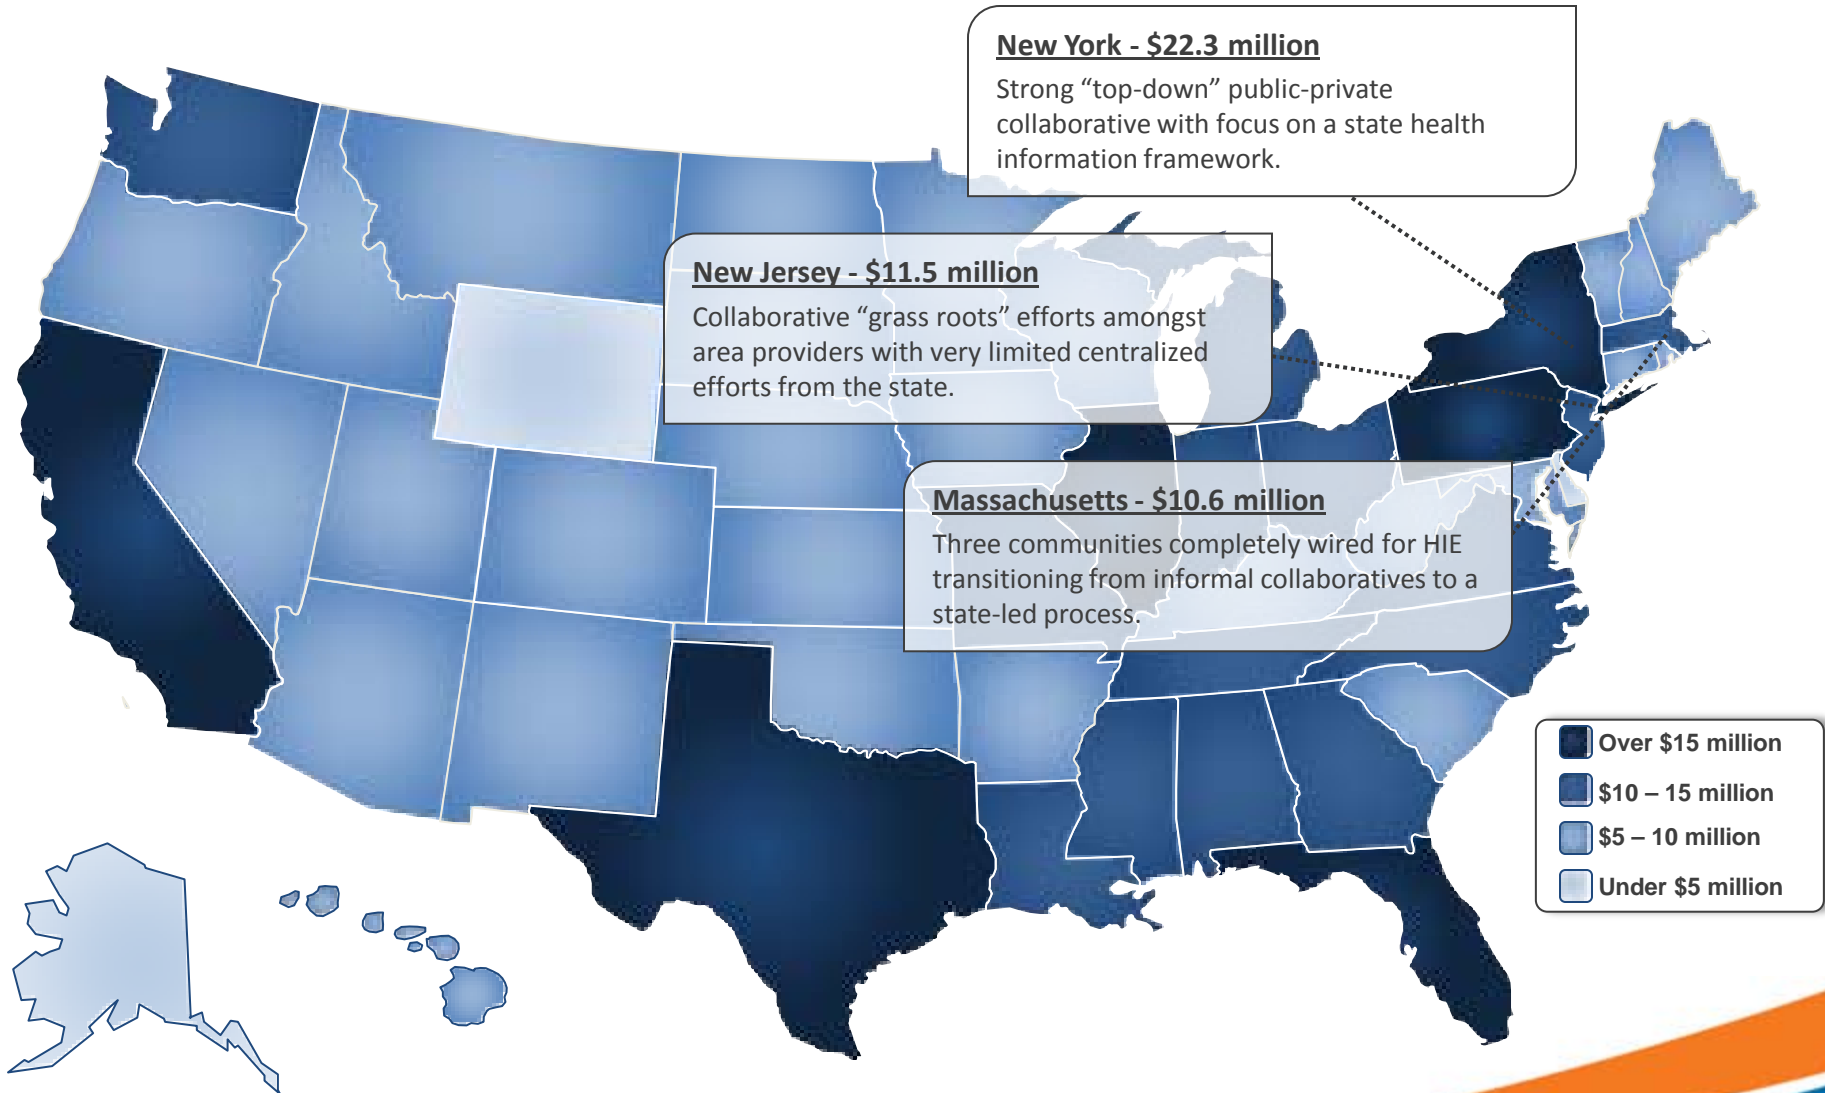 New York - $22.3 million
Strong “top-down” public-private
collaborative with focus on a state health
information framework.
New Jersey - $11.5 million
Collaborative “grass roots” efforts amongst
area providers with very limited centralized
efforts from the state.
Massachusetts - $10.6 million
Three communities completely wired for HIE
transitioning from informal collaboratives to a
state-led process.
Over $15 million
$10 – 15 million
$5 – 10 million
Under $5 million